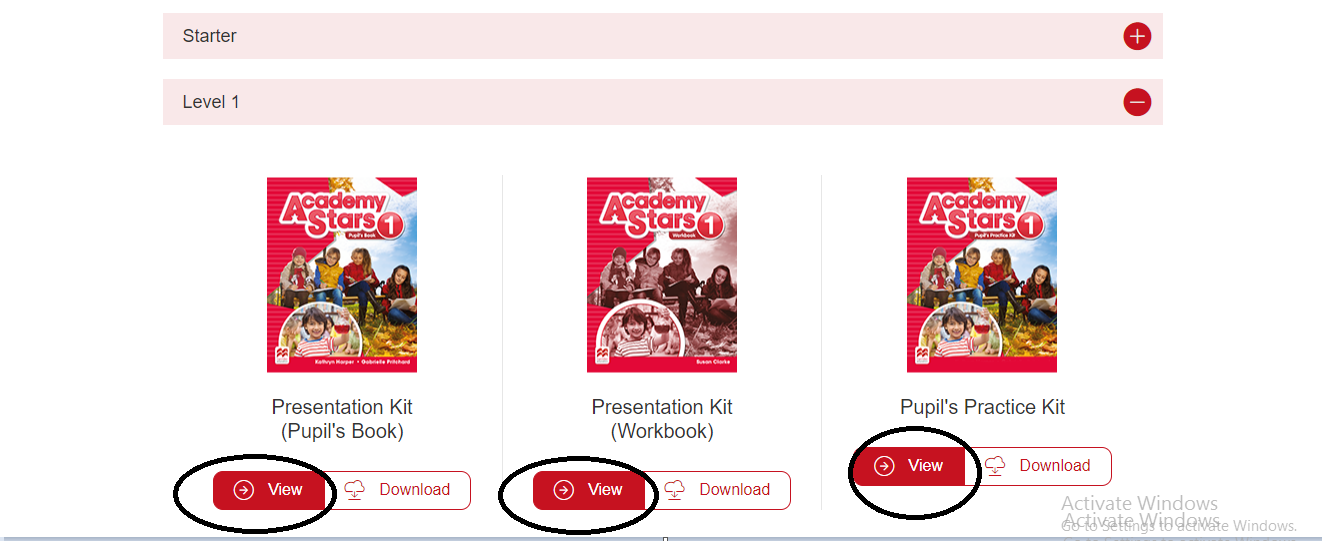 Starter
Level 1
Academy
Stars 1
Pupil's Book
Kathryn Harper • Gabrielle Pritchard
Presentation Kit
(Pupil's Book)
View
Download
Academy
Stars 1
Workbook
Susan Clarke
Presentation Kit
(Workbook)
View
Download
Academy
Stars 1
Pupil's Practice Kit
Pupil's Practice Kit
View
Download
Activate Windows
Activate Windows
Go to Settings to activate Windows.